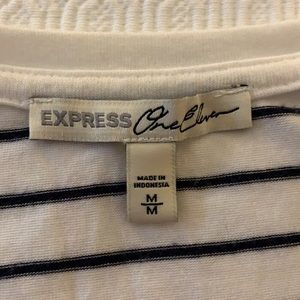 EXPRESS One Eleven
MADE IN
INDONESIA
M
M